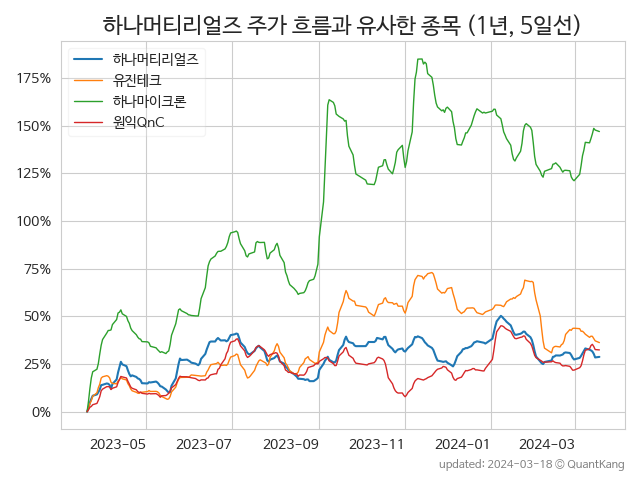 하나머티리얼즈 주가 흐름과 유사한 종목 (1년, 5일선)
하나머티리얼즈
유진테크
하나마이크론
원익QnC
175%
150%
125%
100%
75%
50%
25%
0%
2023-05 2023-07 2023-09 2023-11 2024-01 2024-03
updated: 2024-03-18 © QuantKang